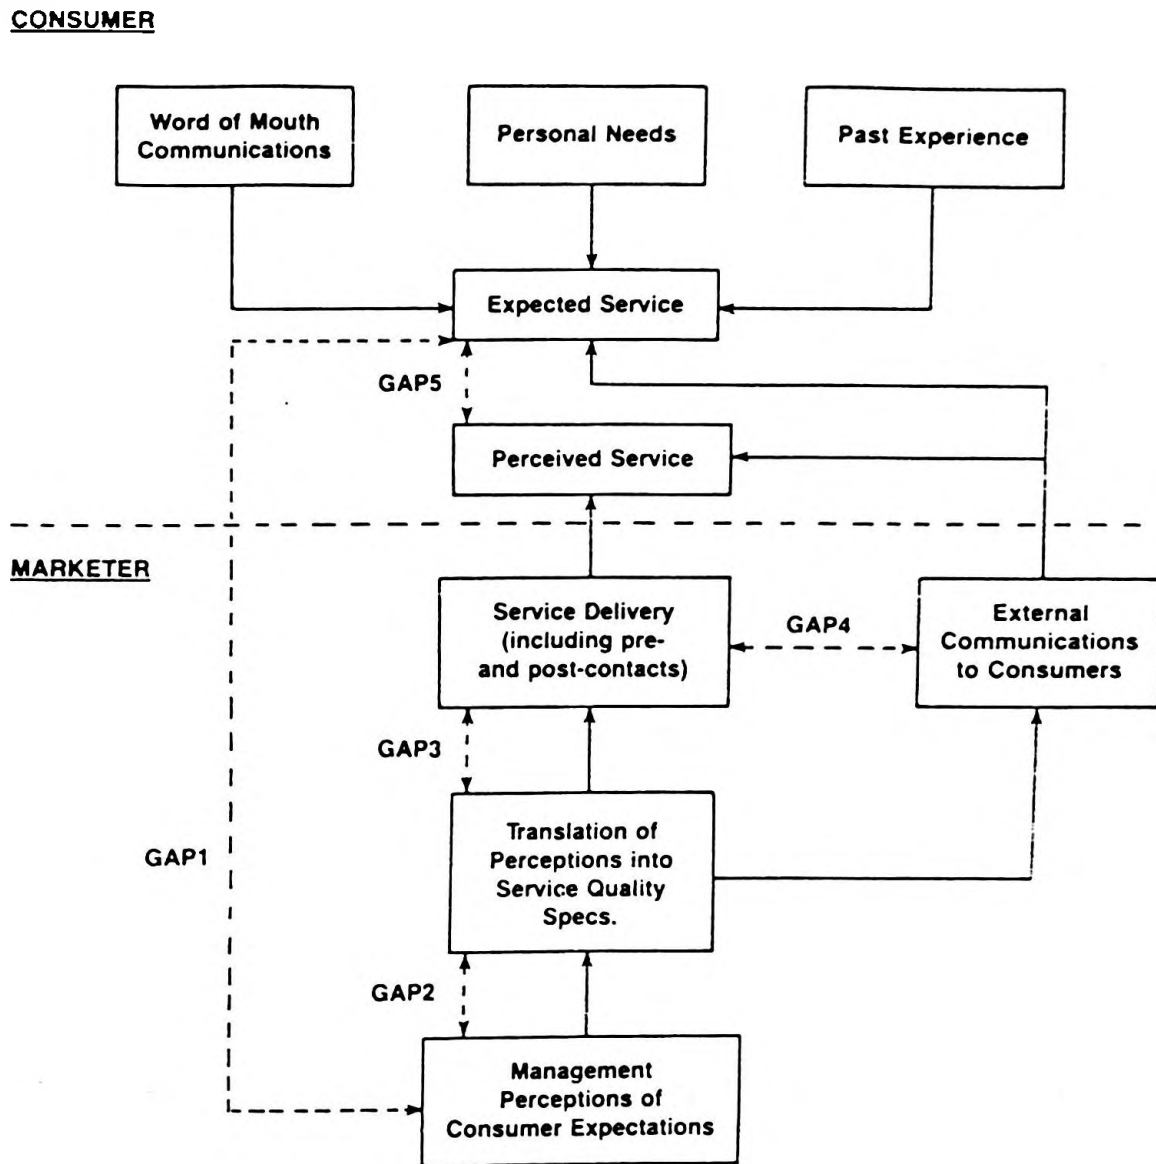 CONSUMER
Word of Mouth
Communications
Personal Needs
Past Experience
Expected Service
GAP5
Perceived Service
MARKETER
Service Delivery
(including pre-
and post-contacts)
GAP4
External
Communications
to Consumers
GAP3
Translation of
Perceptions into
Service Quality
Specs.
GAP1
GAP2
Management
Perceptions of
Consumer Expectations